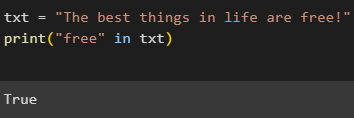 txt = "The best things in life are free!"
print("free" in txt)
True